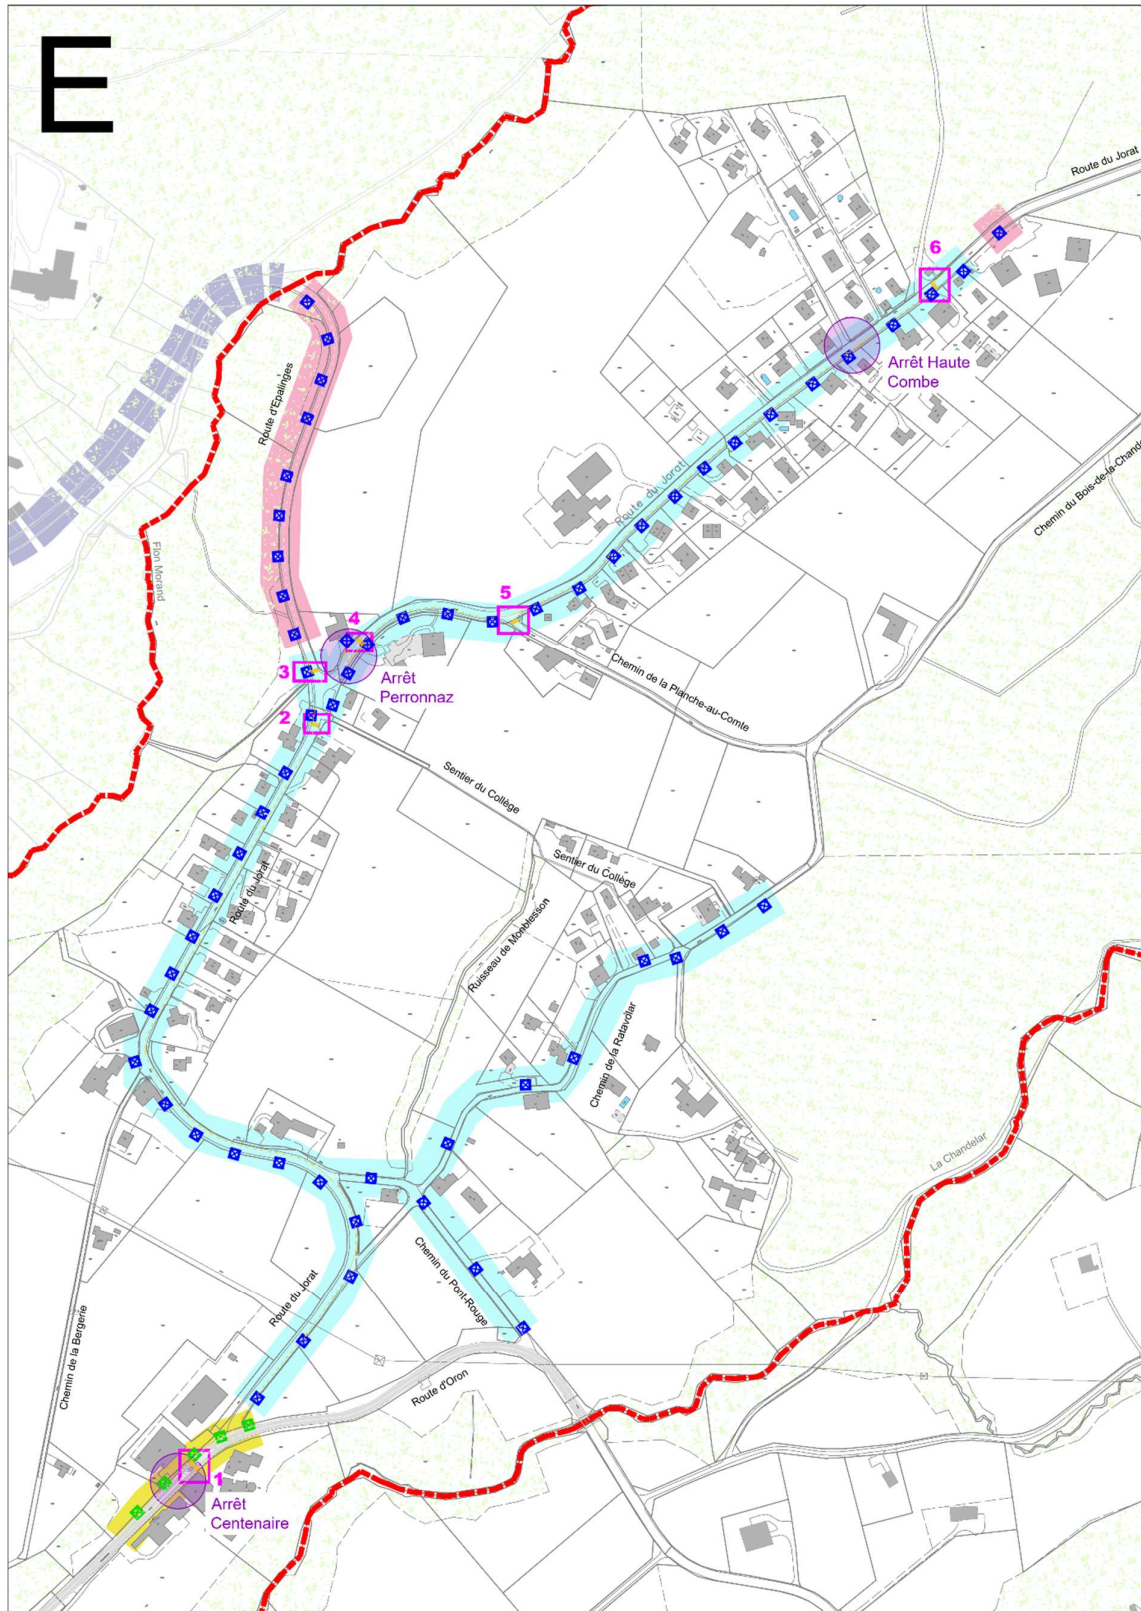 E
Route du Jorat
6
Arrêt Haute
Combe
Route d'Epalinges
Chemin du Bois-de-la-Chande
Route du Jorat
Flon Morand
5
4
3
Arrêt
Perronnaz
Chemin de la Planche-au-Comte
2
Sentier du Collège
Sentier du Collège
Route du Jorat
Ruisseau de Monblesson
Chemin de la Ratavolar
La Chandelar
Chemin du Pont-Rouge
Route du Jorat
Chemin de la Bergerie
Route d'Oron
1
Arrêt
Centenaire